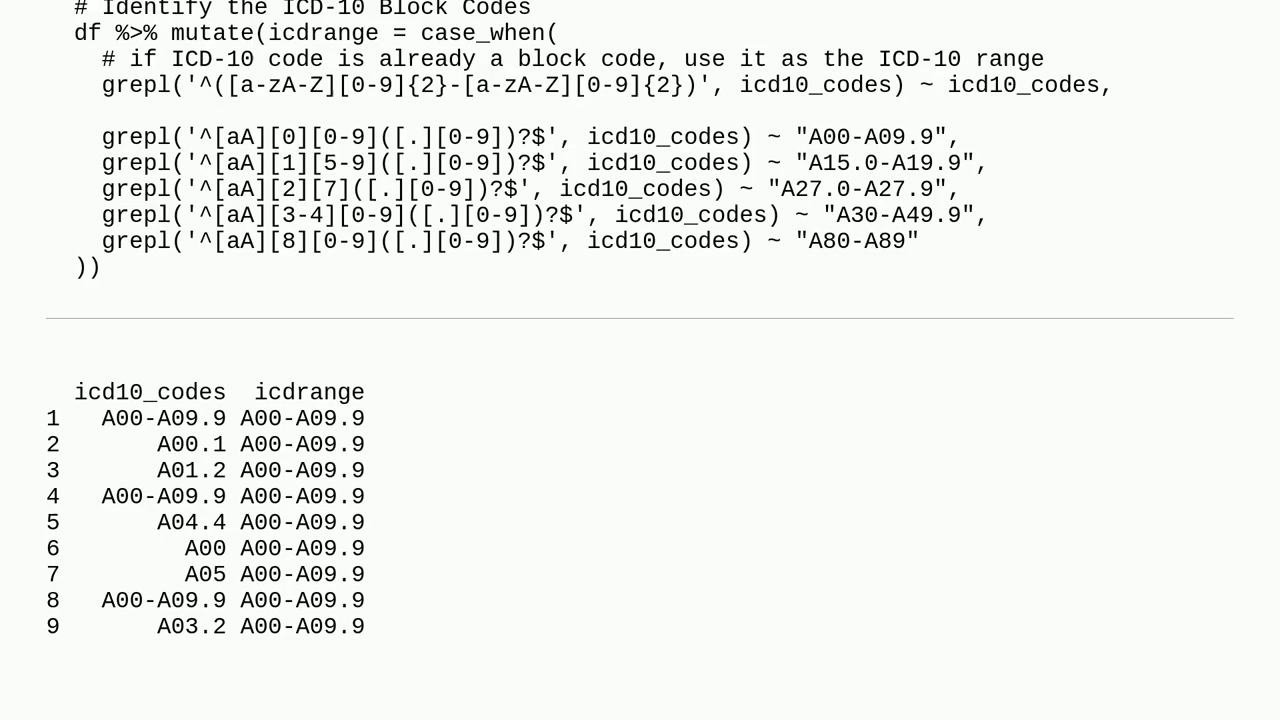 # Identify the ICD-10 Block Codes
df %>% mutate(icdrange = case_when(
# if ICD-10 code is already a block code, use it as the ICD-10 range
grepl('^([a-zA-Z][0-9]{2}-[a-zA-Z][0-9]{2})', icd10_codes) ~ icd10_codes,
grepl('^[aA][0][0-9]([.][0-9])?$', icd10_codes) ~ "A00-A09.9",
grepl('^[aA][1][5-9]([.][0-9])?$', icd10_codes) ~ "A15.0-A19.9",
grepl('^[aA][2][7]([.][0-9])?$', icd10_codes) ~ "A27.0-A27.9",
grepl('^[aA][3-4][0-9]([.][0-9])?$', icd10_codes) ~ "A30-A49.9",
grepl('^[aA][8][0-9]([.][0-9])?$', icd10_codes) ~ "A80-A89"
))
icd10_codes icdrange
1 A00-A09.9 A00-A09.9
2 A00.1 A00-A09.9
3 A01.2 A00-A09.9
4 A00-A09.9 A00-A09.9
5 A04.4 A00-A09.9
6 A00 A00-A09.9
7 A05 A00-A09.9
8 A00-A09.9 A00-A09.9
9 A03.2 A00-A09.9